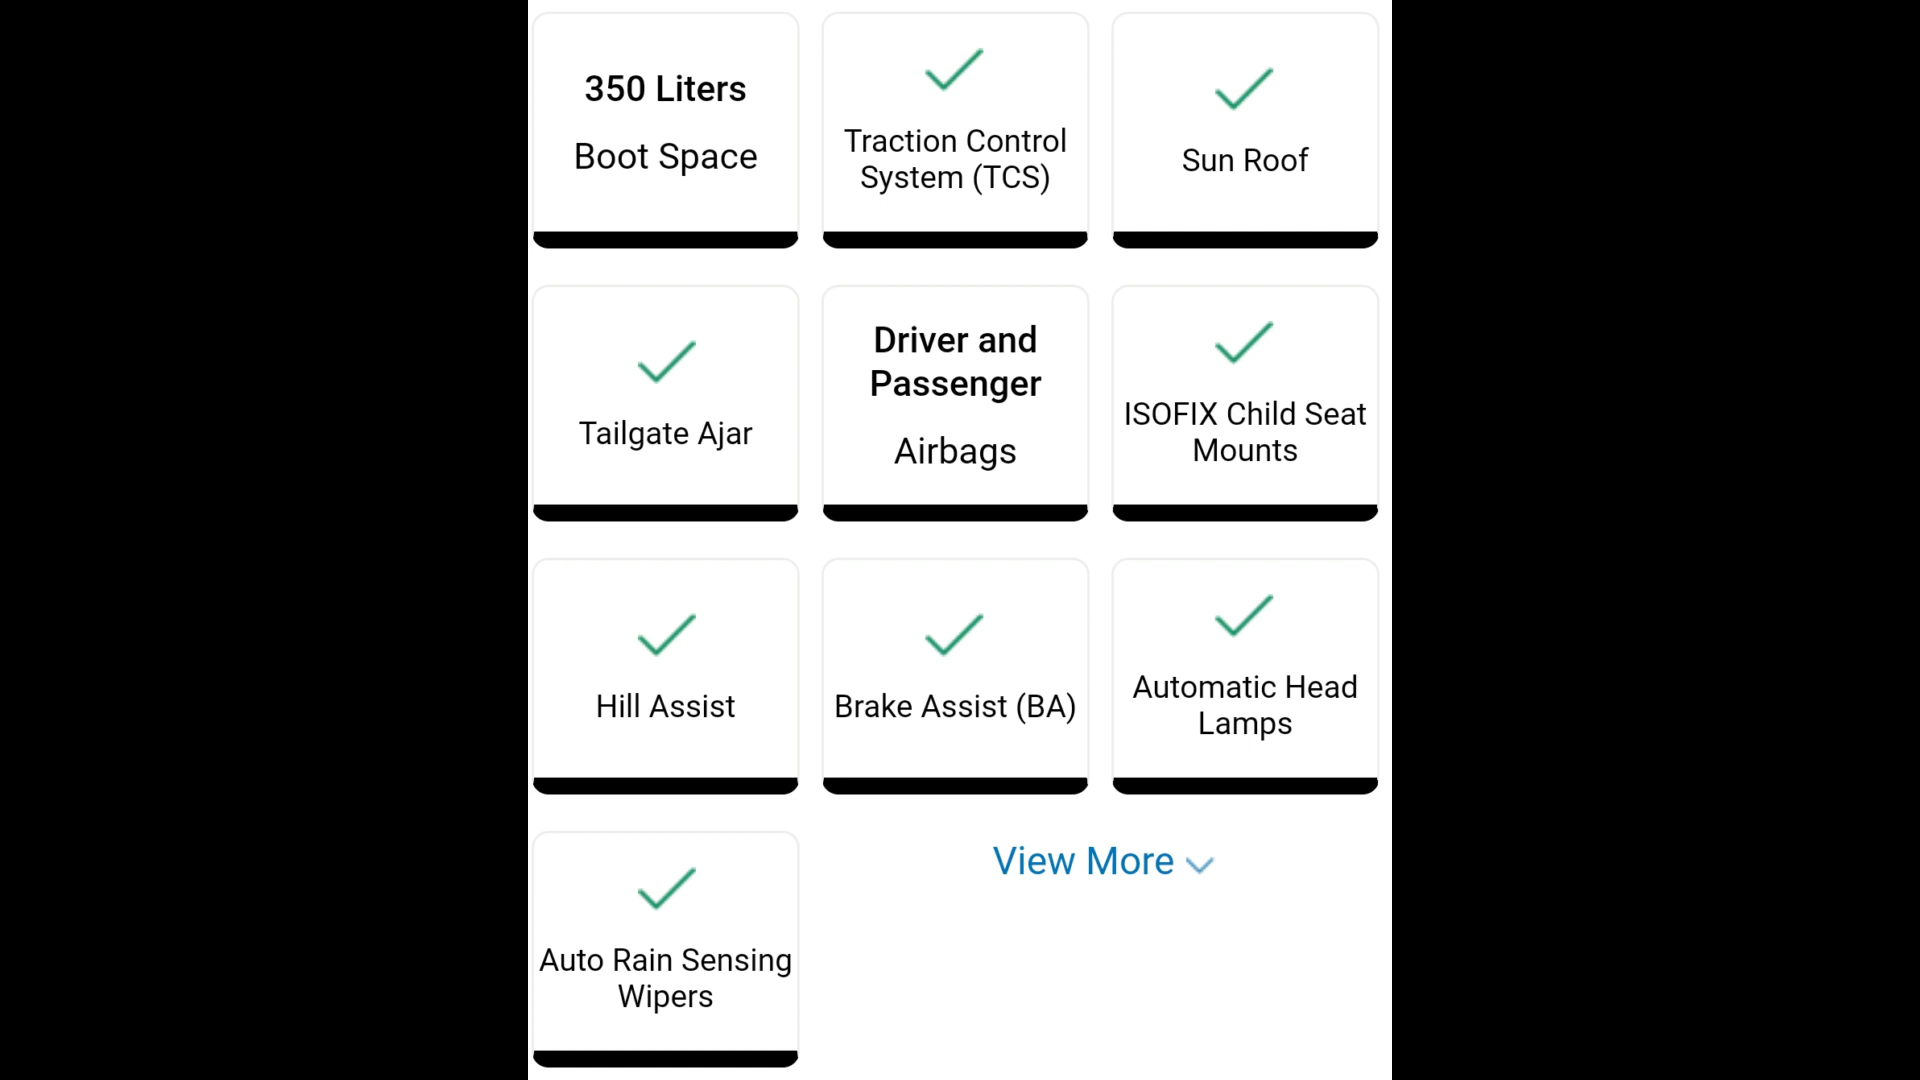 350 Liters
Boot Space
Traction Control
System (TCS)
Sun Roof
Tailgate Ajar
Driver and
Passenger
Airbags
ISOFIX Child Seat
Mounts
Hill Assist
Brake Assist (BA)
Automatic Head
Lamps
Auto Rain Sensing
Wipers
View More